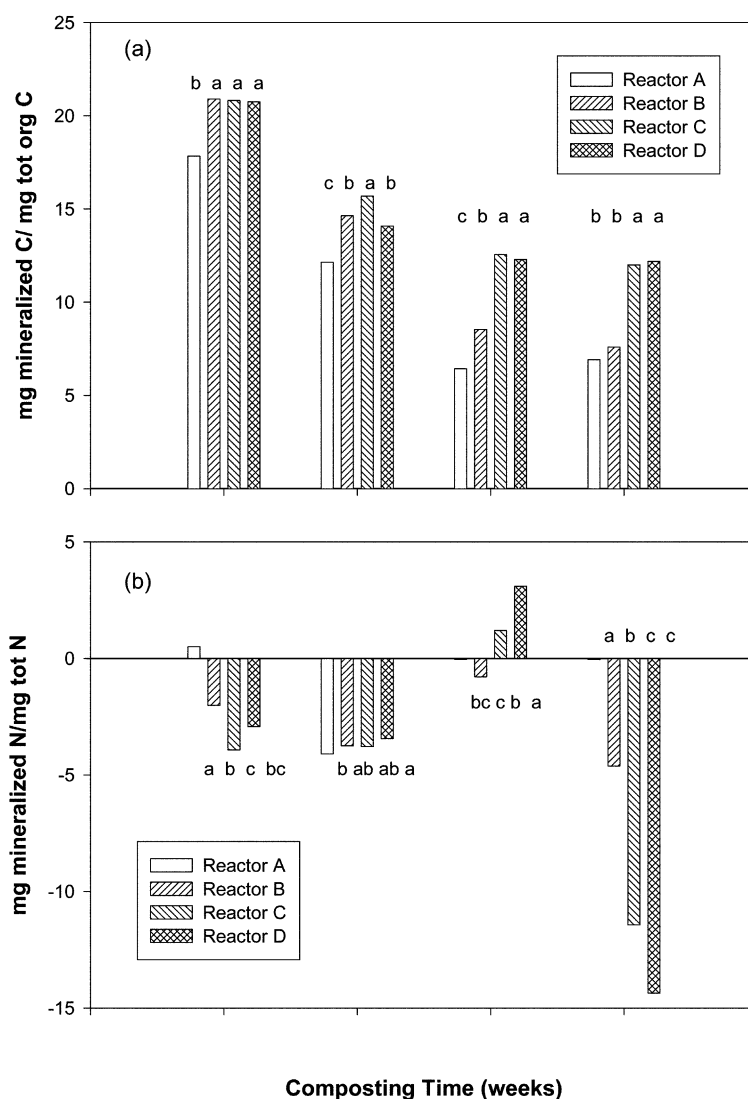 25
(a)
b a a a
Reactor A
Reactor B
Reactor C
Reactor D
20
c b a b
15
c b a a
b b a a
10
5
0
mg mineralized C/ mg tot org C
5
(b)
a b c c
0
bc c b a
a b c bc
b ab ab a
-5
Reactor A
Reactor B
Reactor C
Reactor D
-10
-15
mg mineralized N/mg tot N
Composting Time (weeks)